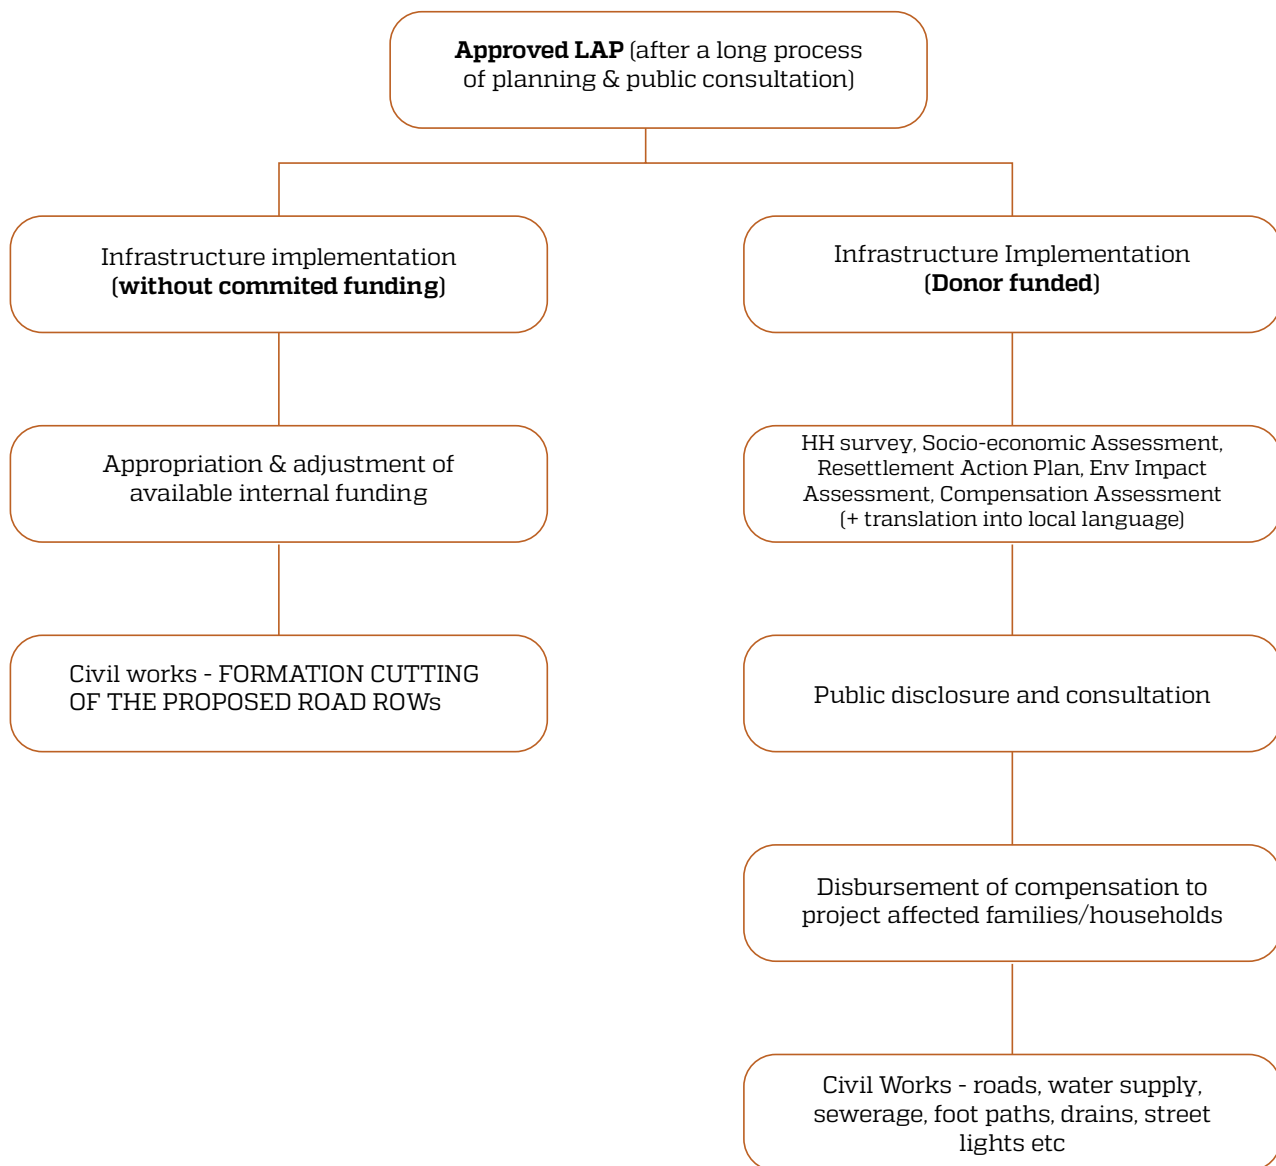 Approved LAP (after a long process
of planning & public consultation)
Infrastructure implementation
(without commited funding)
Infrastructure Implementation
(Donor funded)
Appropriation & adjustment of
available internal funding
HH survey, Socio-economic Assessment,
Resettlement Action Plan, Env Impact
Assessment, Compensation Assessment
(+ translation into local language)
Civil works - FORMATION CUTTING
OF THE PROPOSED ROAD ROWs
Public disclosure and consultation
Disbursement of compensation to
project affected families/households
Civil Works - roads, water supply,
sewerage, foot paths, drains, street
lights etc